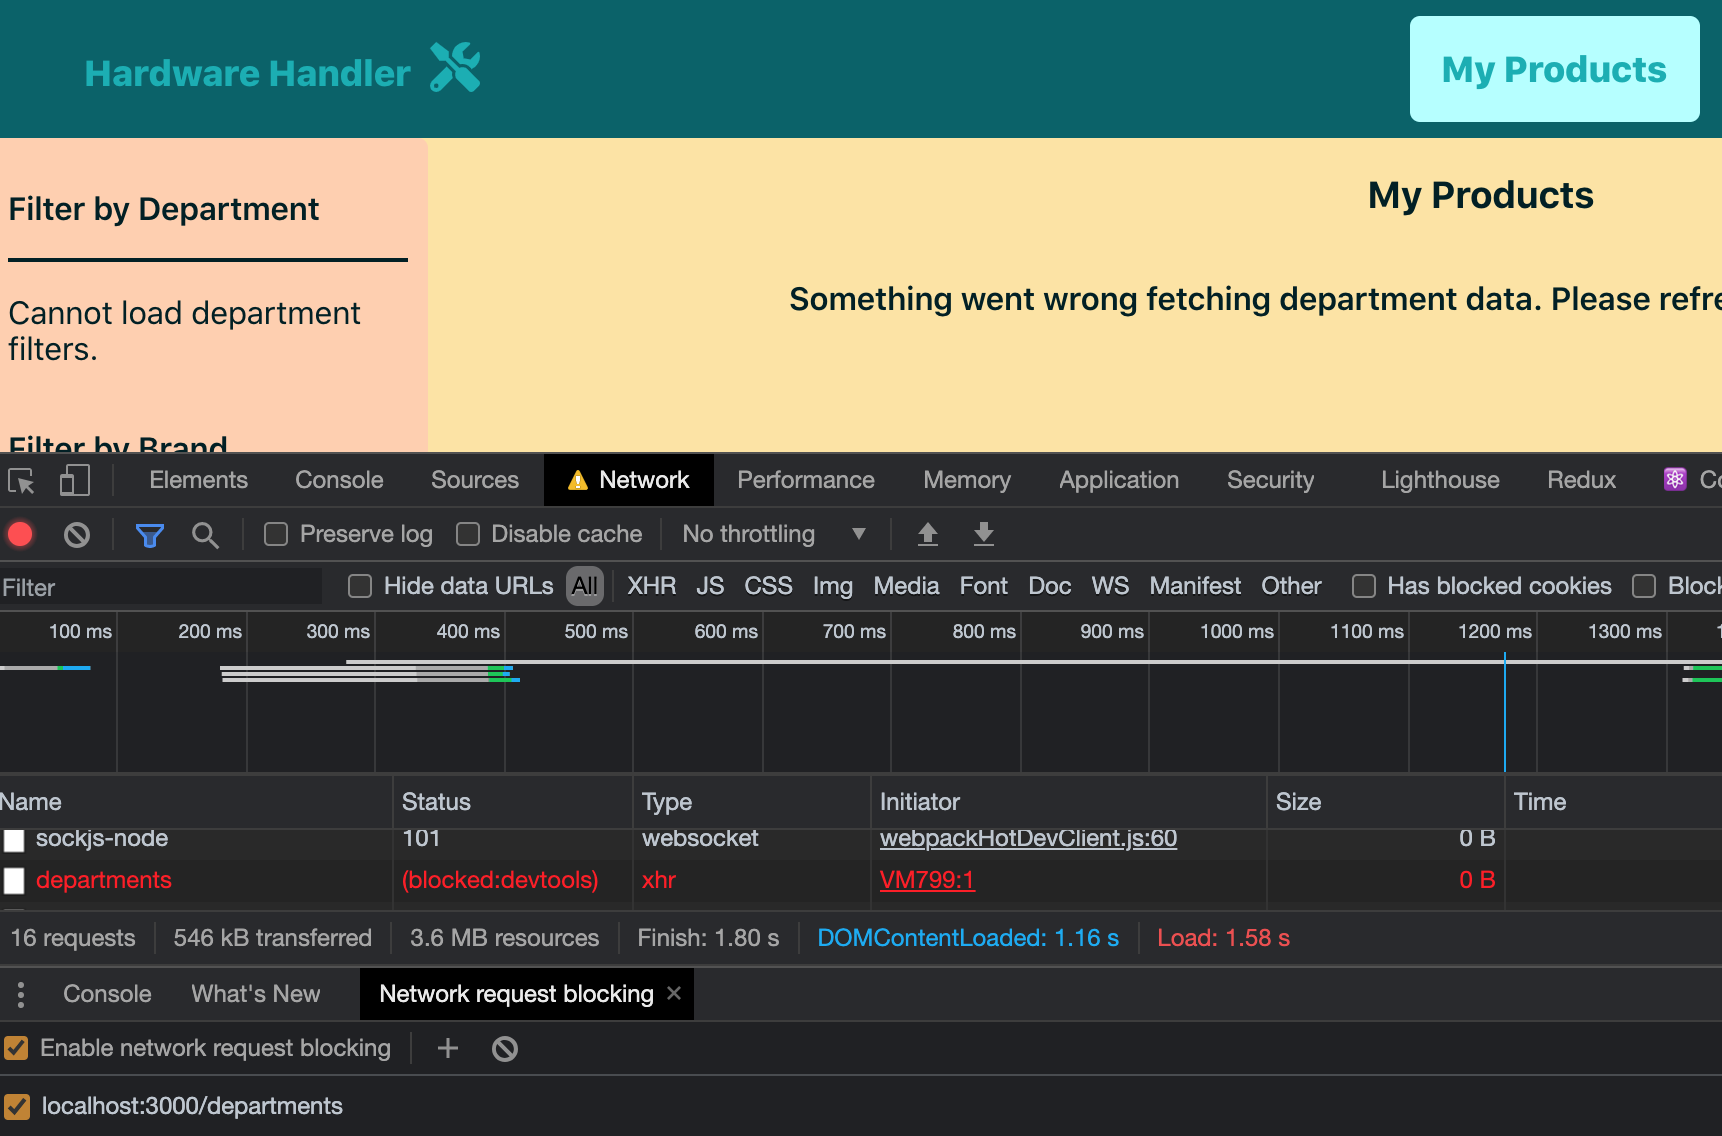 Hardware Handler
My Products
Filter by Department
Cannot load department
filters.
Filter by Brand
My Products
Something went wrong fetching department data. Please refre
Elements Console Sources Network Performance Memory Application Security Lighthouse Redux Co
Preserve log Disable cache No throttling
Filter Hide data URLs All XHR JS CSS Img Media Font Doc WS Manifest Other Has blocked cookies Block
100 ms 200 ms 300 ms 400 ms 500 ms 600 ms 700 ms 800 ms 900 ms 1000 ms 1100 ms 1200 ms 1300 ms 1
Name Status Type Initiator Size Time
sockjs-node 101 websocket webpackHotDevClient.js:60 0 B
departments (blocked:devtools) xhr VM799:1 0 B
16 requests 546 kB transferred 3.6 MB resources Finish: 1.80 s DOMContentLoaded: 1.16 s Load: 1.58 s
Console What's New Network request blocking
Enable network request blocking
localhost:3000/departments